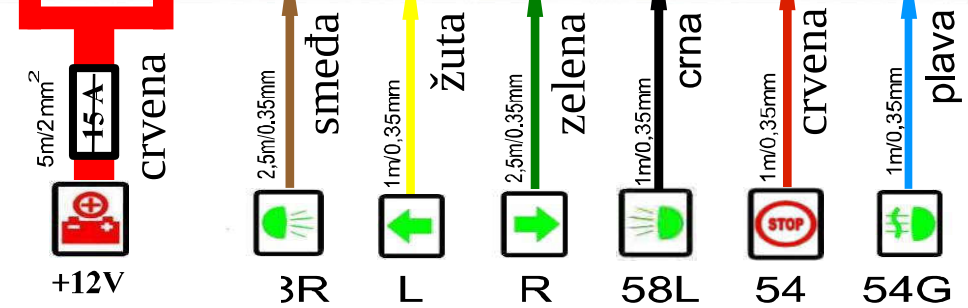 5m/2mm²
15 A
crvena
2,5m/0.35mm
smeđa
1m/0,35mm
žuta
2,5m/0.35mm
zelena
1m/0,35mm
crna
1m/0,35mm
crvena
1m/0,35mm
plava
STOP
+12V
L
R
58L
54
54G